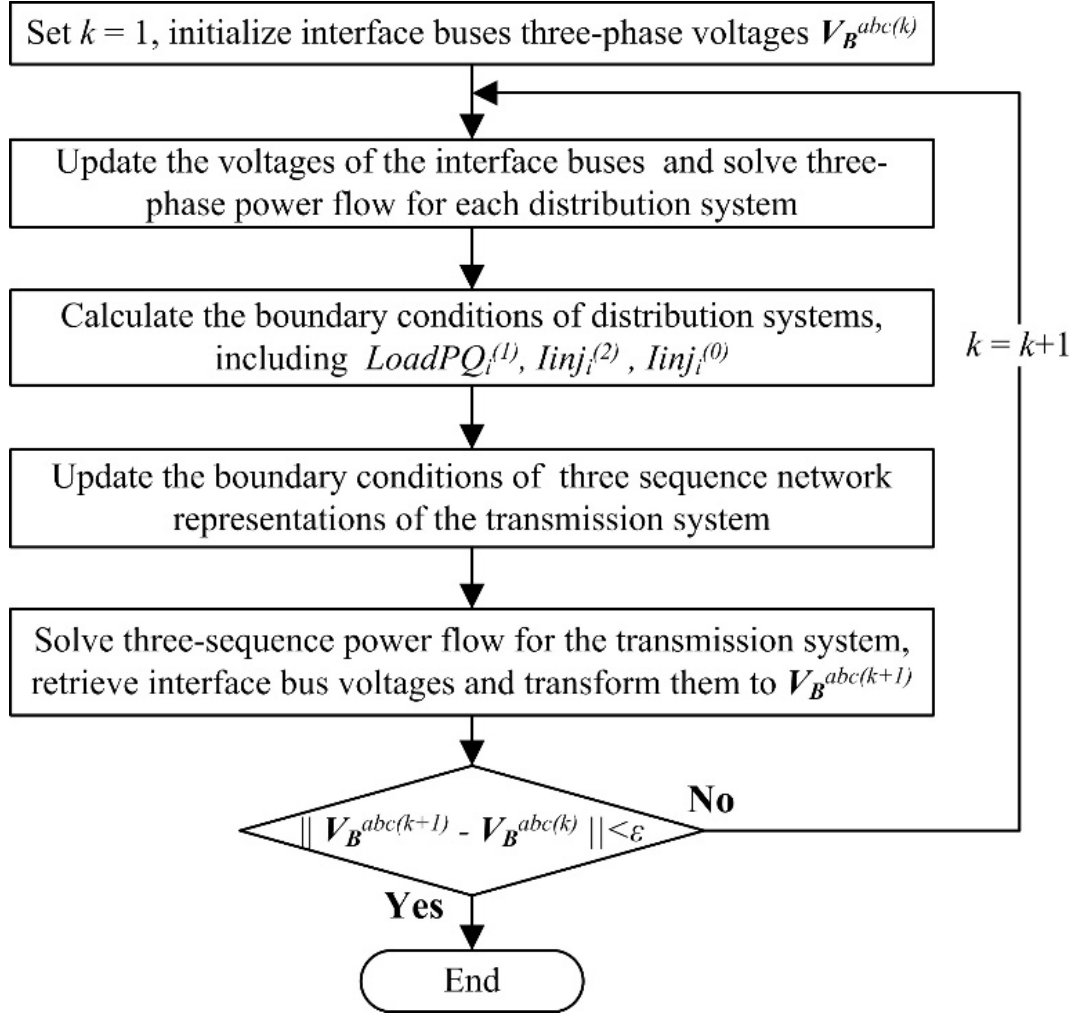 Set k = 1, initialize interface buses three-phase voltages V_B^abc(k)
Update the voltages of the interface buses and solve three-
phase power flow for each distribution system
Calculate the boundary conditions of distribution systems,
including LoadPQ_i^(1), Iinj_i^(2) , Iinj_i^(0)
k = k+1
Update the boundary conditions of three sequence network
representations of the transmission system
Solve three-sequence power flow for the transmission system,
retrieve interface bus voltages and transform them to V_B^abc(k+1)
No
|| V_B^abc(k+1) - V_B^abc(k) ||<ε
Yes
End